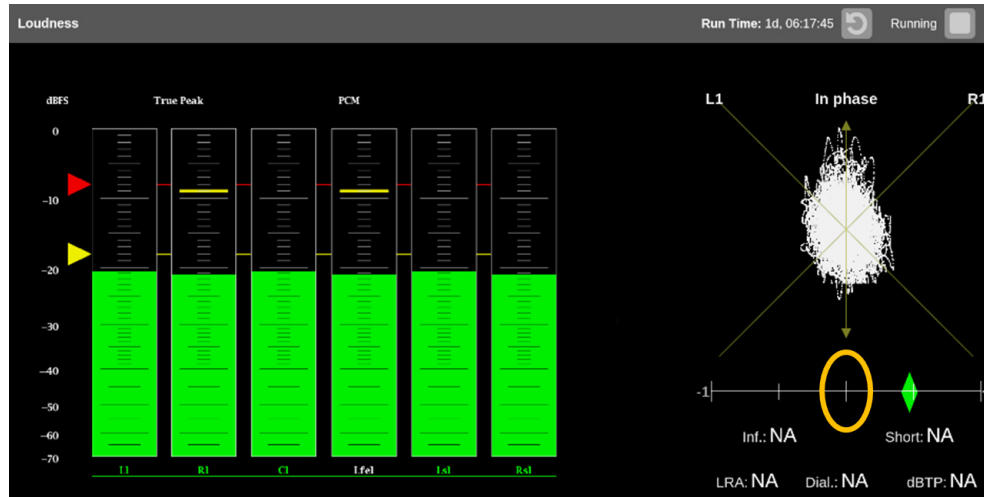 Loudness
Run Time: 1d, 06:17:45
Running
dBFS
True Peak
PCM
0
-10
-20
-30
-40
-50
-60
-70
L1
R1
C1
Lfe1
Ls1
Rs1
L1
In phase
R1
-1
Inf.: NA
Short: NA
LRA: NA
Dial.: NA
dBTP: NA